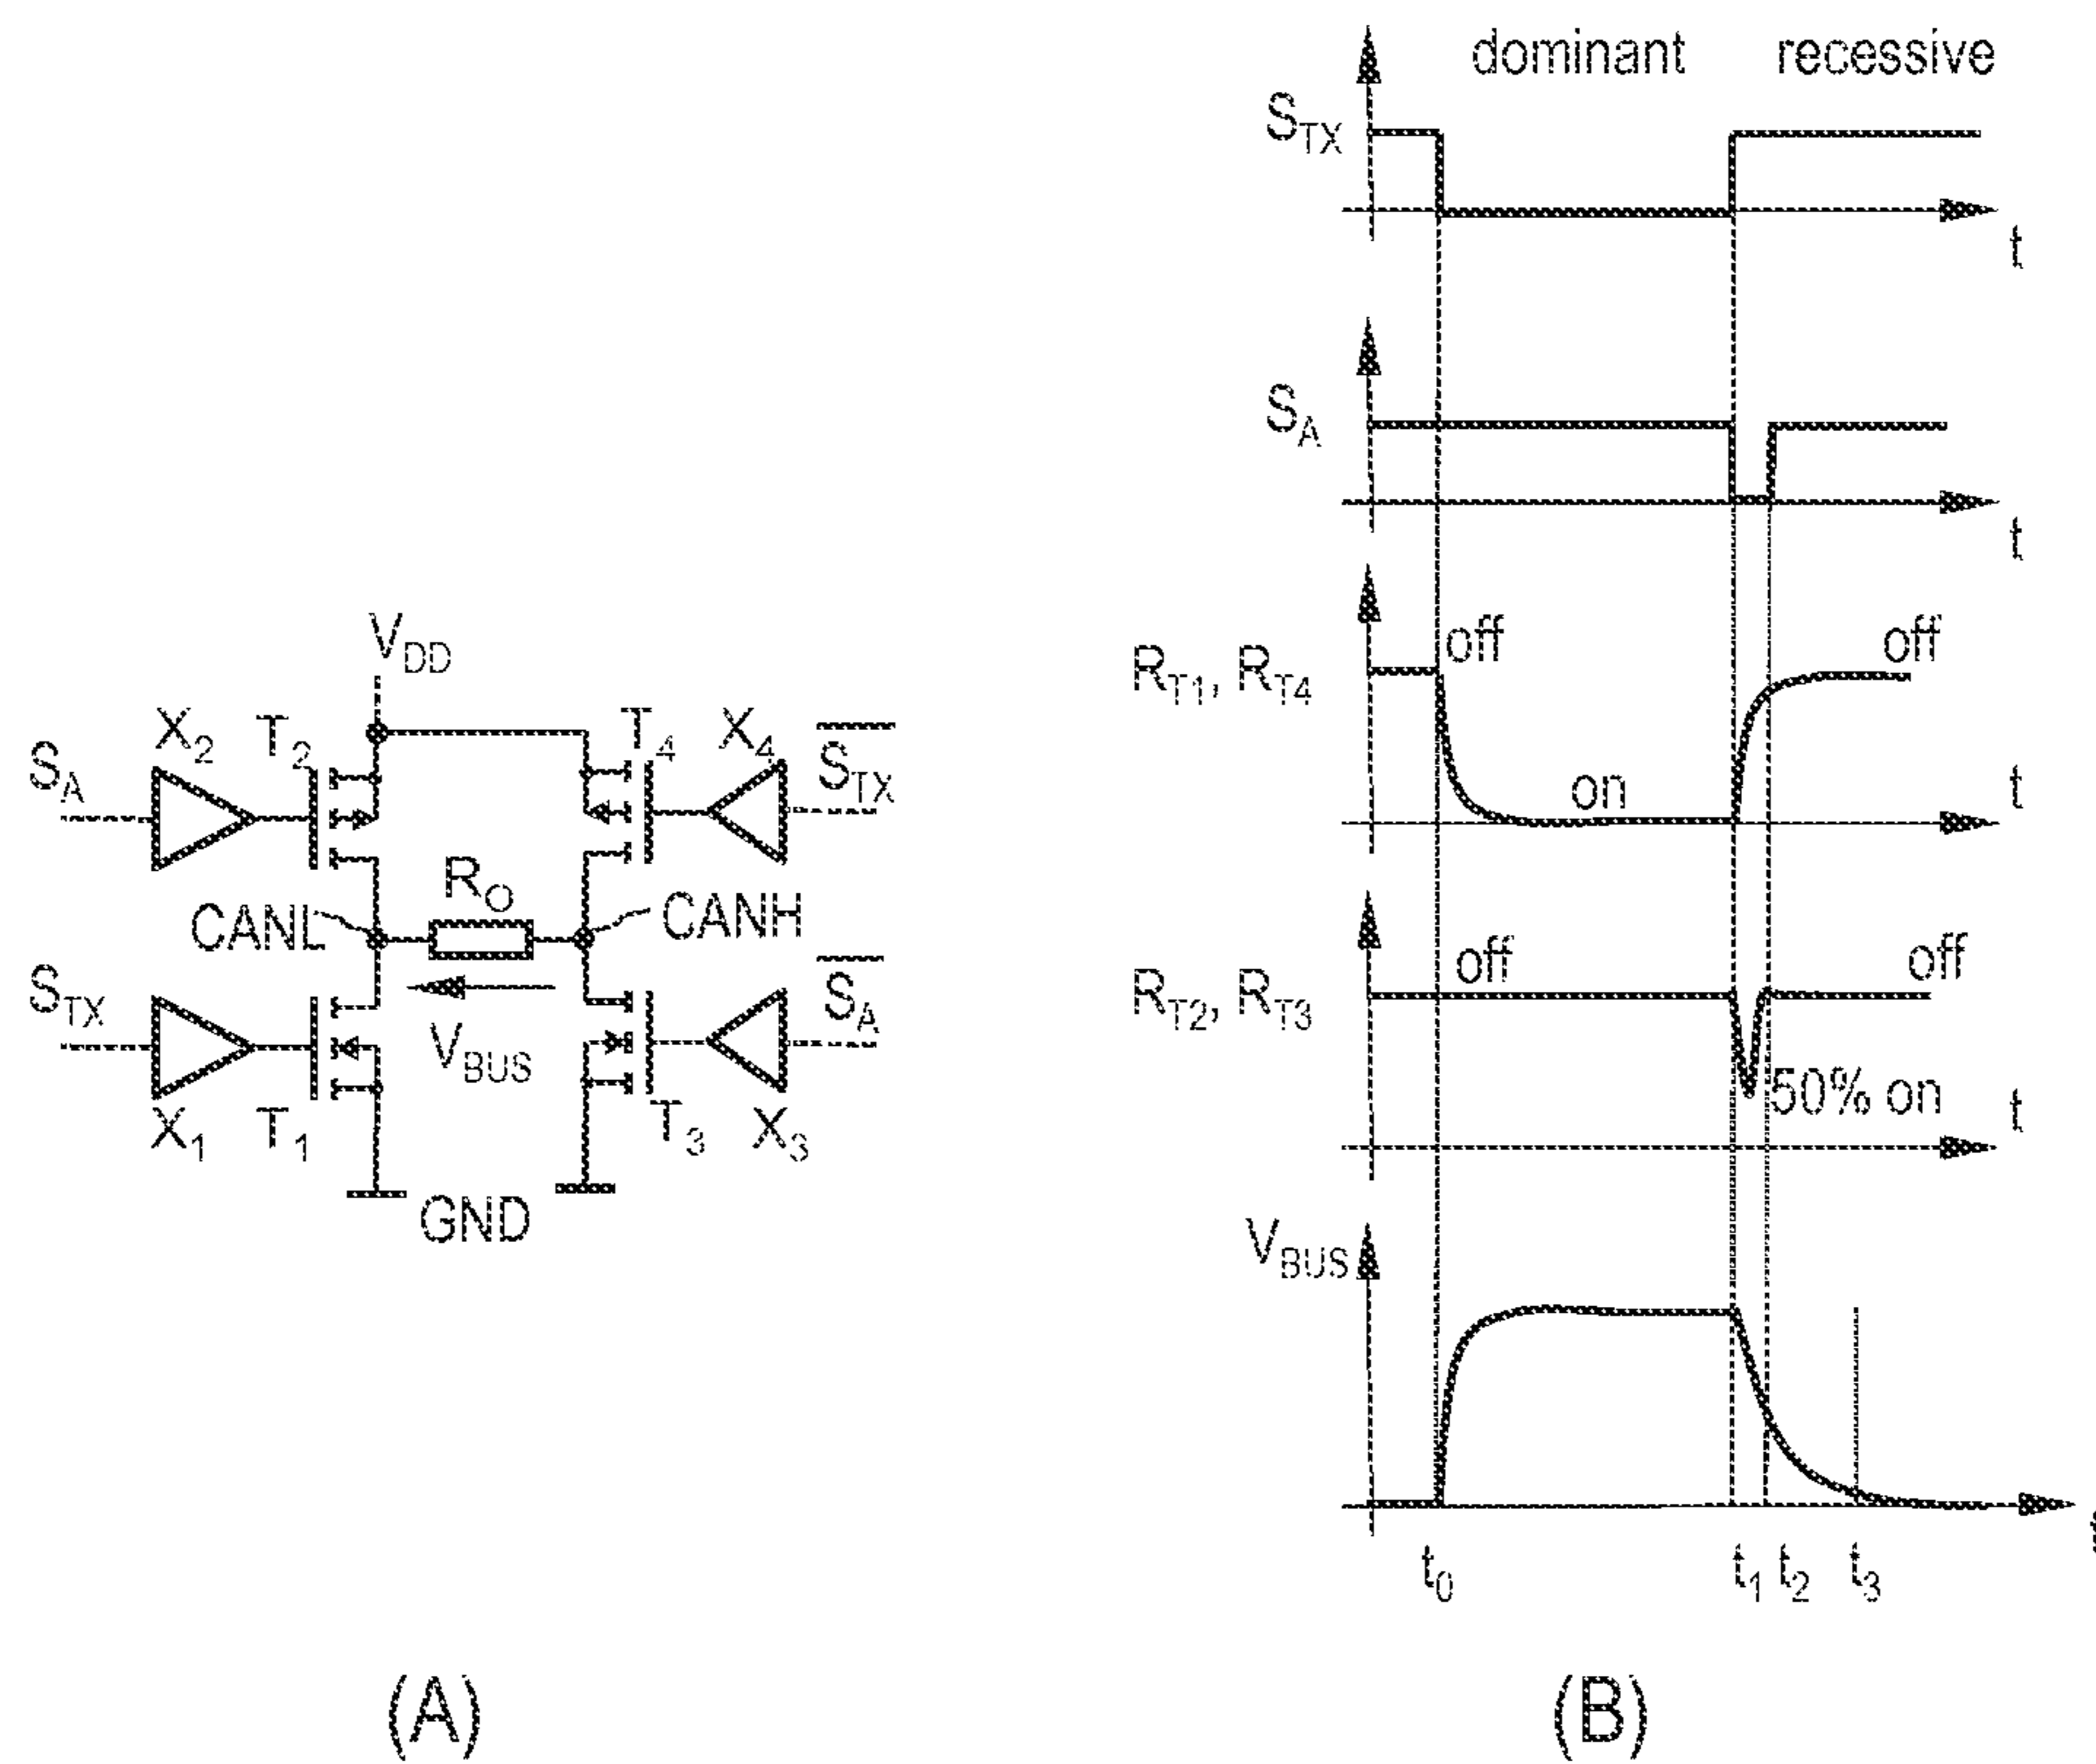 V_DD
X_2 T_2 T_4 X_4
S_A S̅_T̅X̅
R_O
CANL CANH
S_TX S̅_A̅
V_BUS
X_1 T_1 T_3 X_3
GND
(A)
dominant recessive
S_TX
t
S_A
t
off off
R_T1, R_T4
on t
off off
R_T2, R_T3
50% on t
V_BUS
t
t_0 t_1 t_2 t_3
(B)